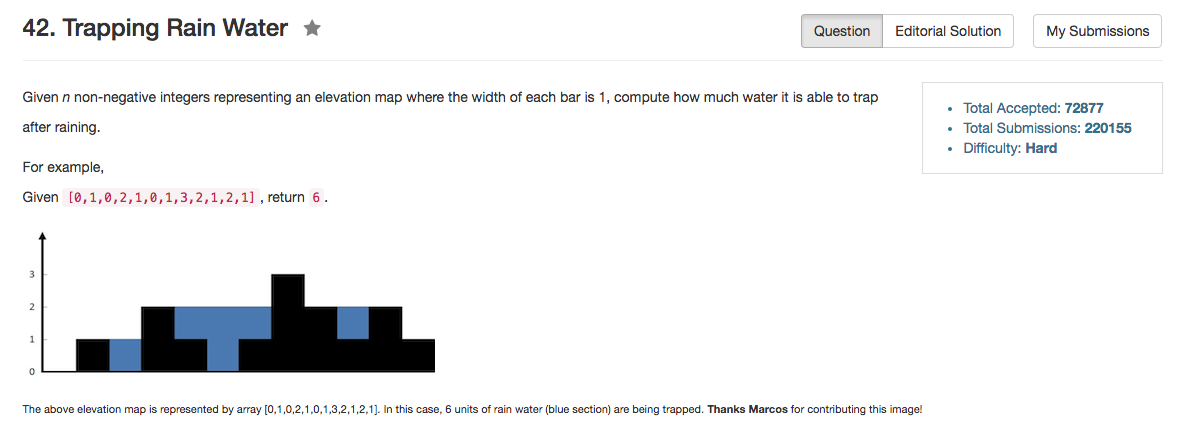 42. Trapping Rain Water
Question
Editorial Solution
My Submissions
Given n non-negative integers representing an elevation map where the width of each bar is 1, compute how much water it is able to trap
after raining.
For example,
Given [0,1,0,2,1,0,1,3,2,1,2,1] , return 6 .
Total Accepted: 72877
Total Submissions: 220155
Difficulty: Hard
3
2
1
0
The above elevation map is represented by array [0,1,0,2,1,0,1,3,2,1,2,1]. In this case, 6 units of rain water (blue section) are being trapped. Thanks Marcos for contributing this image!